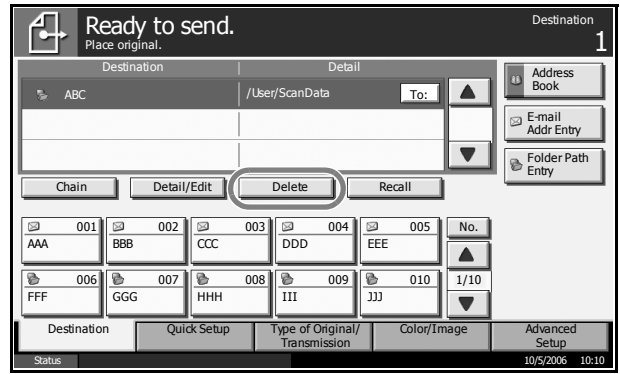 Ready to send.
Place original.
Destination
1
Destination Detail
ABC /User/ScanData To:
Address
Book
E-mail
Addr Entry
Folder Path
Entry
Chain Detail/Edit Delete Recall
001 002 003 004 005 No.
AAA BBB CCC DDD EEE
006 007 008 009 010 1/10
FFF GGG HHH III JJJ
Destination Quick Setup Type of Original/
Transmission Color/Image Advanced
Setup
Status 10/5/2006 10:10